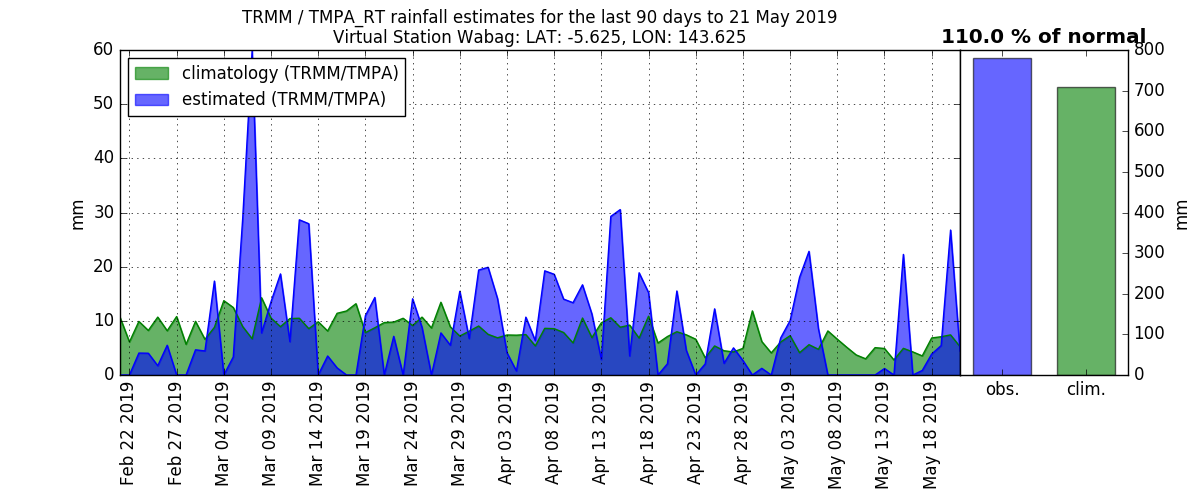 TRMM / TMPA_RT rainfall estimates for the last 90 days to 21 May 2019
Virtual Station Wabag: LAT: -5.625, LON: 143.625
110.0 % of normal
climatology (TRMM/TMPA)
estimated (TRMM/TMPA)
60
50
40
30
20
10
0
mm
Feb 22 2019
Feb 27 2019
Mar 04 2019
Mar 09 2019
Mar 14 2019
Mar 19 2019
Mar 24 2019
Mar 29 2019
Apr 03 2019
Apr 08 2019
Apr 13 2019
Apr 18 2019
Apr 23 2019
Apr 28 2019
May 03 2019
May 08 2019
May 13 2019
May 18 2019
obs.
clim.
800
700
600
500
400
300
200
100
0
mm